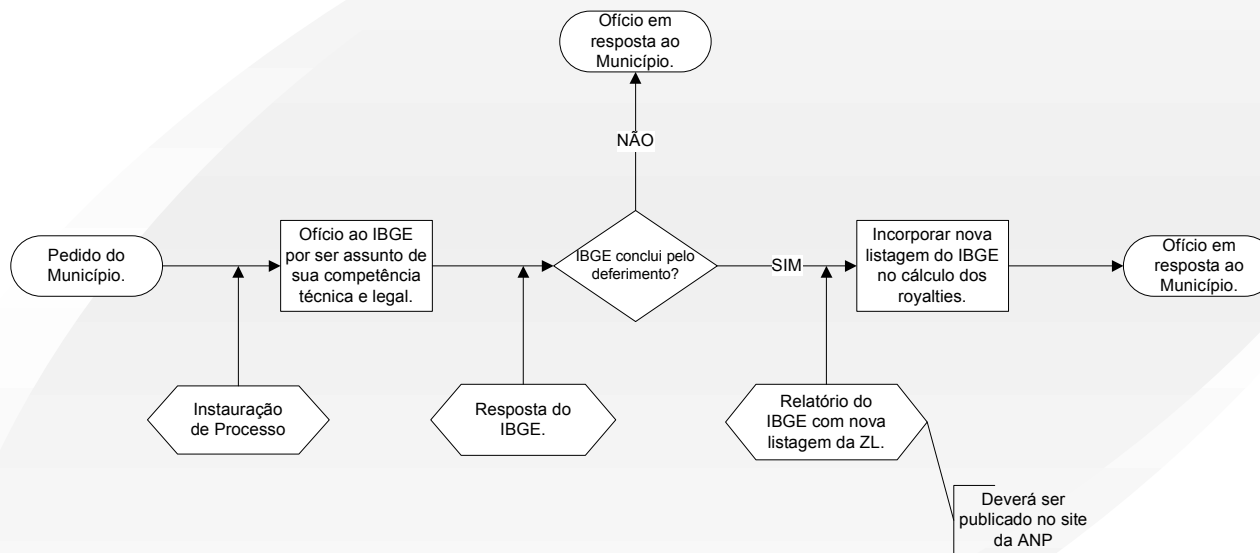 Ofício em
resposta ao
Município.
NÃO
Pedido do
Município.
Ofício ao IBGE
por ser assunto de
sua competência
técnica e legal.
IBGE conclui pelo
deferimento?
SIM
Incorporar nova
listagem do IBGE
no cálculo dos
royalties.
Ofício em
resposta ao
Município.
Instauração
de Processo
Resposta do
IBGE.
Relatório do
IBGE com nova
listagem da ZL.
Deverá ser
publicado no site
da ANP